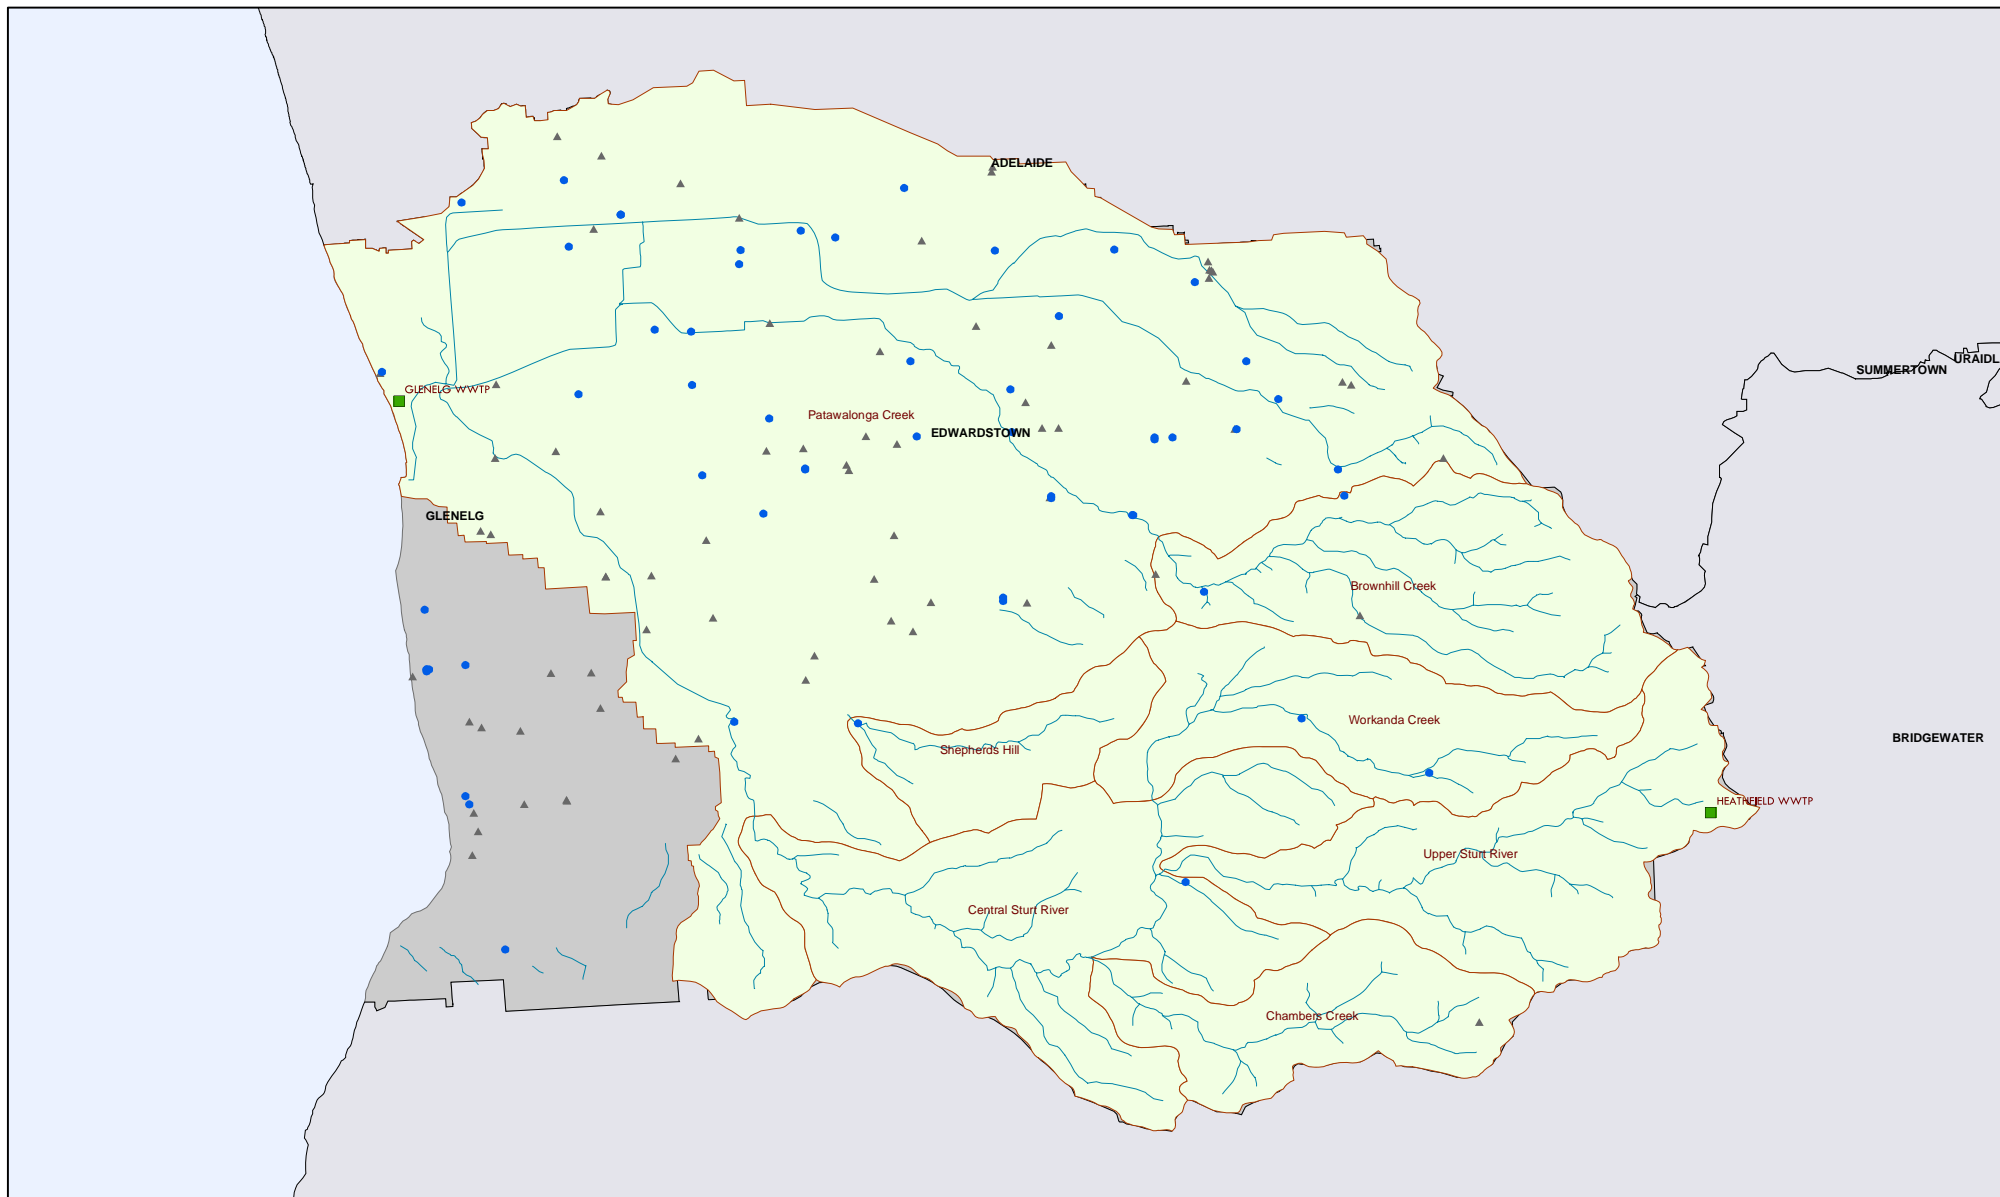 ADELAIDE
URAIDL
SUMMERTOWN
GLENELG WWTP
Patawalonga Creek
EDWARDSTOWN
GLENELG
Brownhill Creek
Workanda Creek
BRIDGEWATER
Shepherds Hill
HEATHFIELD WWTP
Upper Sturt River
Central Sturt River
Chambers Creek